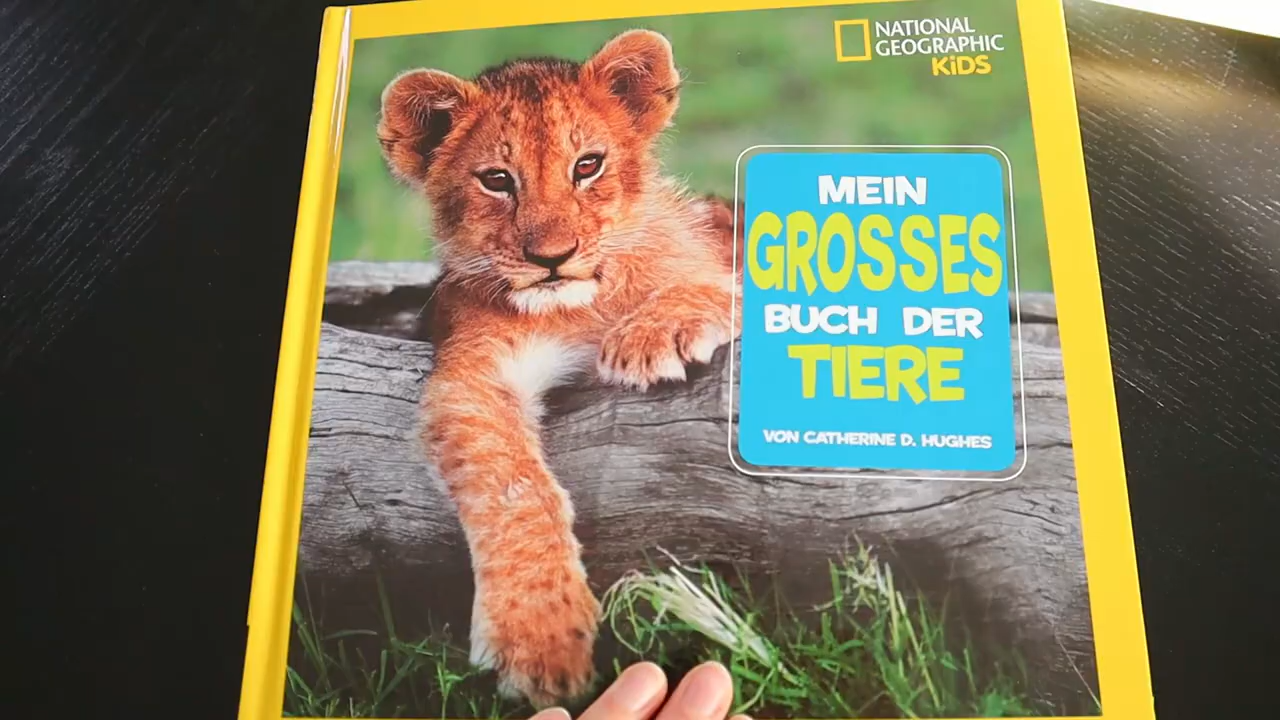 NATIONAL
GEOGRAPHIC
KiDS
MEIN
GROSSES
BUCH DER
TIERE
VON CATHERINE D. HUGHES